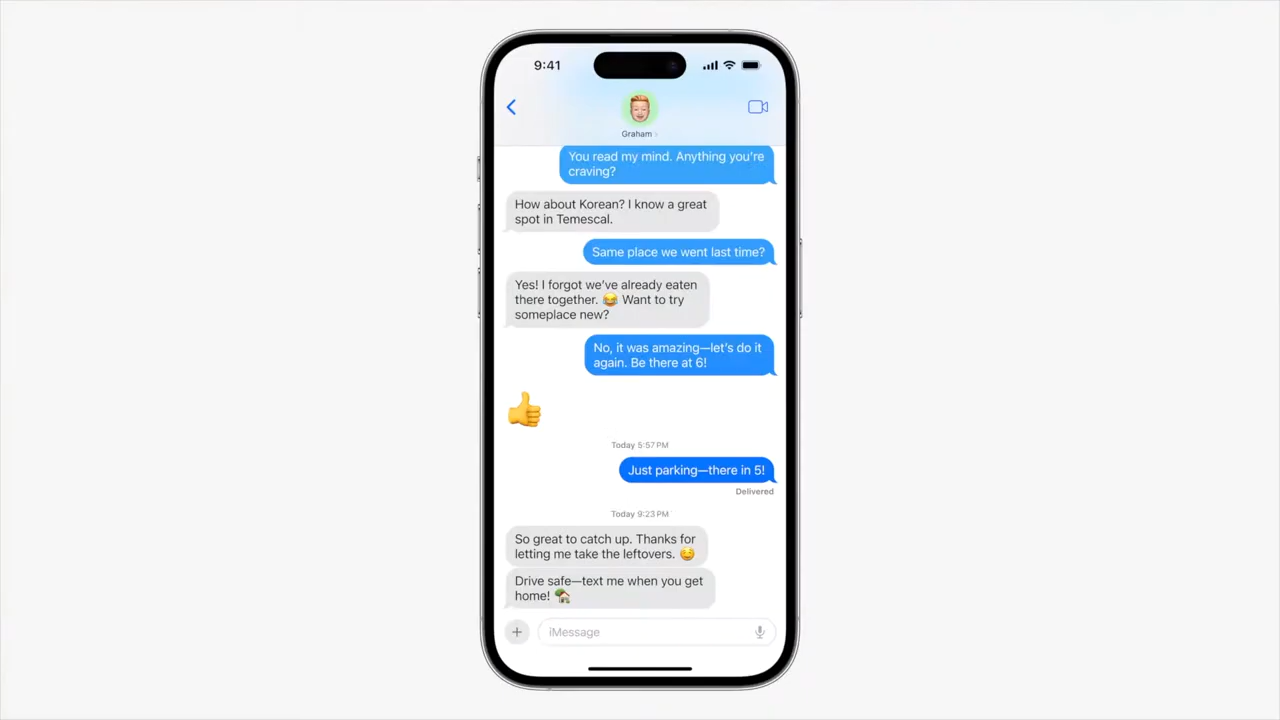 9:41
Graham
You read my mind. Anything you're
craving?
How about Korean? I know a great
spot in Temescal.
Same place we went last time?
Yes! I forgot we've already eaten
there together. 😂 Want to try
someplace new?
No, it was amazing—let's do it
again. Be there at 6!
👍
Today 5:57 PM
Just parking—there in 5!
Delivered
Today 9:23 PM
So great to catch up. Thanks for
letting me take the leftovers. 😋
Drive safe—text me when you get
home! 🏡
iMessage